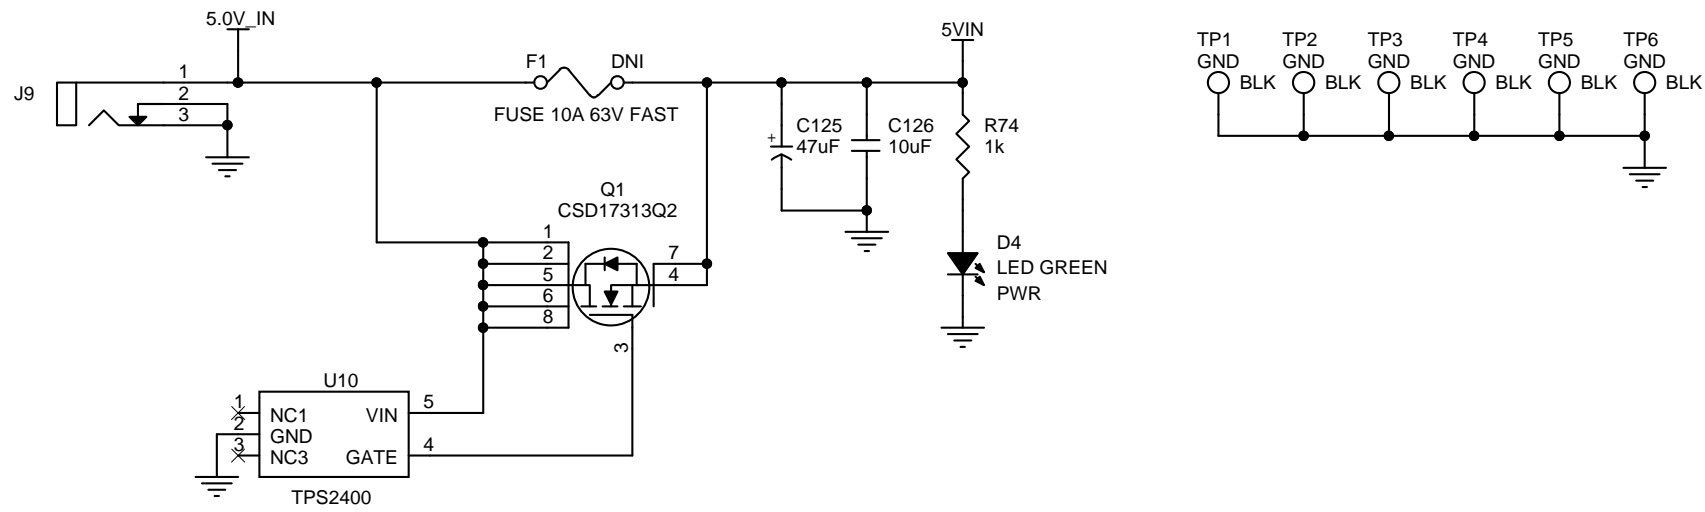 5.0V_IN
J9
1
2
3
F1 DNI
FUSE 10A 63V FAST
5VIN
C125
47uF
C126
10uF
R74
1k
D4
LED GREEN
PWR
Q1
CSD17313Q2
1
2
5
6
8
7
4
3
U10
1
2
3
NC1
GND
NC3
VIN
GATE
5
4
TPS2400
TP1
GND
BLK
TP2
GND
BLK
TP3
GND
BLK
TP4
GND
BLK
TP5
GND
BLK
TP6
GND
BLK
+